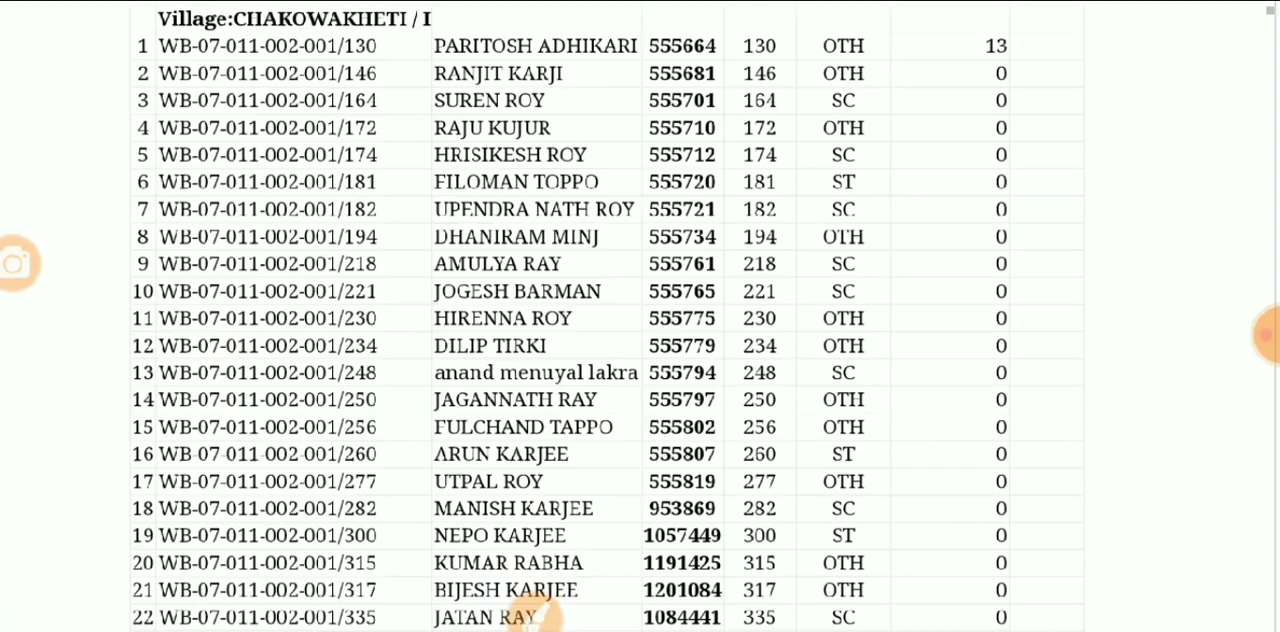 Village:CHAKOWAKHETI / I
1 WB-07-011-002-001/130 PARITOSH ADHIKARI 555664 130 OTH 13
2 WB-07-011-002-001/146 RANJIT KARJI 555681 146 OTH 0
3 WB-07-011-002-001/164 SUREN ROY 555701 164 SC 0
4 WB-07-011-002-001/172 RAJU KUJUR 555710 172 OTH 0
5 WB-07-011-002-001/174 HRISIKESH ROY 555712 174 SC 0
6 WB-07-011-002-001/181 FILOMAN TOPPO 555720 181 ST 0
7 WB-07-011-002-001/182 UPENDRA NATH ROY 555721 182 SC 0
8 WB-07-011-002-001/194 DHANIRAM MINJ 555734 194 OTH 0
9 WB-07-011-002-001/218 AMULYA RAY 555761 218 SC 0
10 WB-07-011-002-001/221 JOGESH BARMAN 555765 221 SC 0
11 WB-07-011-002-001/230 HIRENNA ROY 555775 230 OTH 0
12 WB-07-011-002-001/234 DILIP TIRKI 555779 234 OTH 0
13 WB-07-011-002-001/248 anand menuyal lakra 555794 248 SC 0
14 WB-07-011-002-001/250 JAGANNATH RAY 555797 250 OTH 0
15 WB-07-011-002-001/256 FULCHAND TAPPO 555802 256 OTH 0
16 WB-07-011-002-001/260 ARUN KARJEE 555807 260 ST 0
17 WB-07-011-002-001/277 UTPAL ROY 555819 277 OTH 0
18 WB-07-011-002-001/282 MANISH KARJEE 953869 282 SC 0
19 WB-07-011-002-001/300 NEPO KARJEE 1057449 300 ST 0
20 WB-07-011-002-001/315 KUMAR RABHA 1191425 315 OTH 0
21 WB-07-011-002-001/317 BIJESH KARJEE 1201084 317 OTH 0
22 WB-07-011-002-001/335 JATAN RAY 1084441 335 SC 0